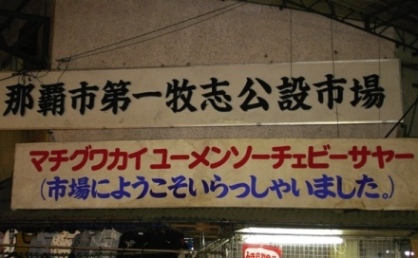 那覇市第一牧志公設市場
マチグワカイ ユーメンソーチェビーサヤー
(市場にようこそいらっしゃいました。)